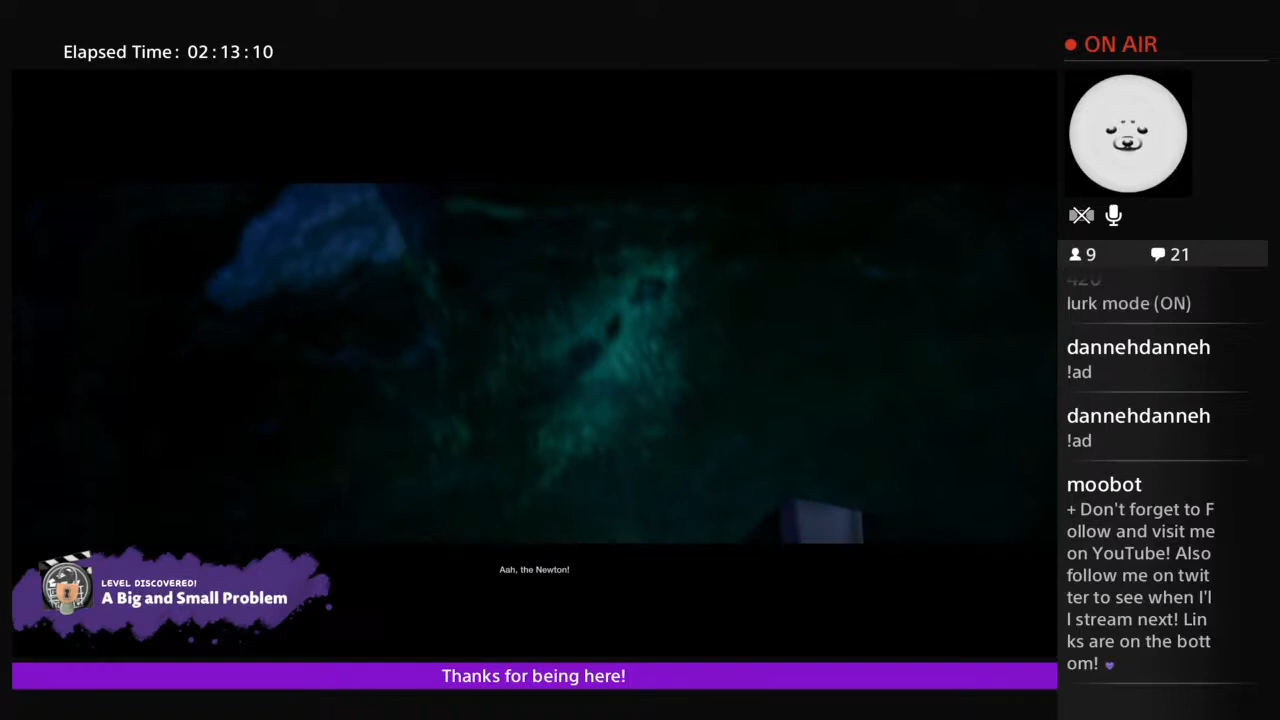 Elapsed Time: 02:13:10
ON AIR
9
21
420
lurk mode (ON)
dannehdanneh
!ad
dannehdanneh
!ad
moobot
+ Don't forget to F
ollow and visit me
on YouTube! Also
follow me on twit
ter to see when I'l
l stream next! Lin
ks are on the bott
om!
LEVEL DISCOVERED!
A Big and Small Problem
Aah, the Newton!
Thanks for being here!